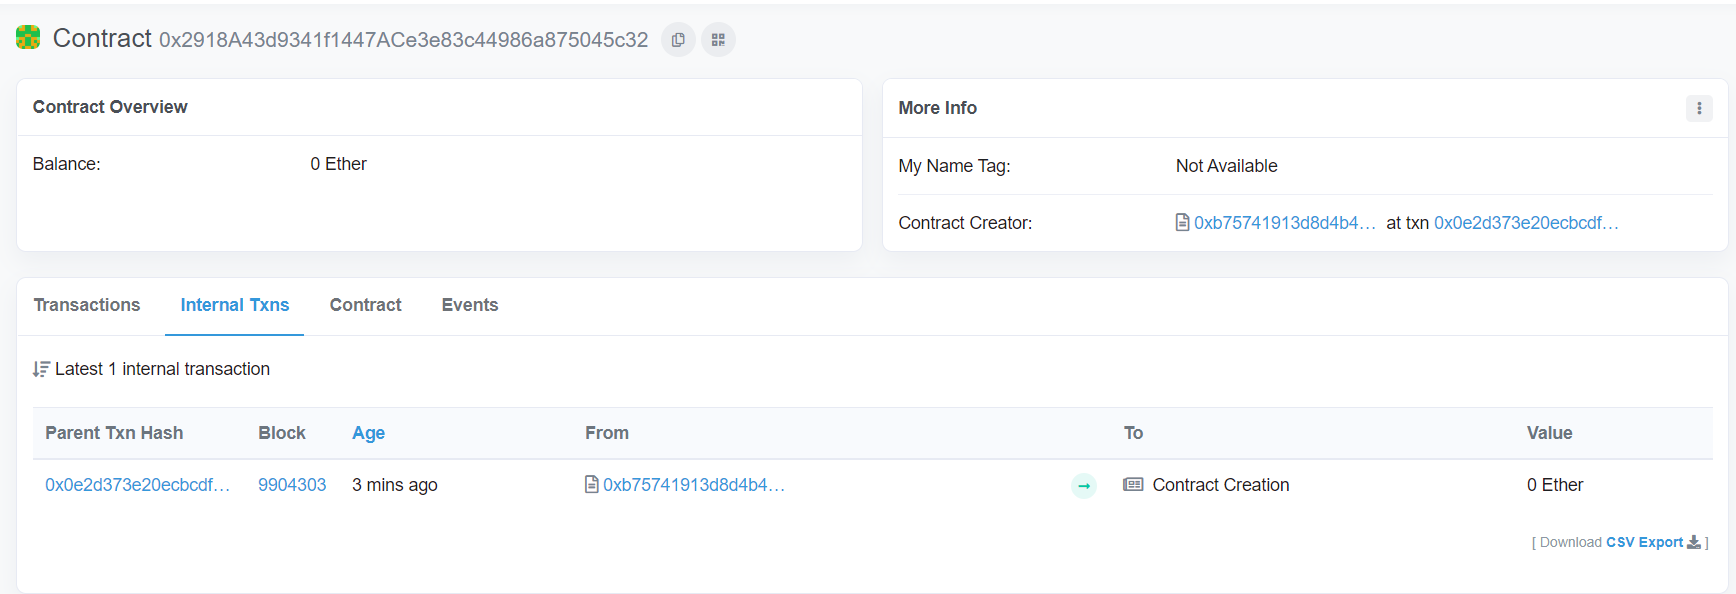 Contract 0x2918A43d9341f1447ACe3e83c44986a875045c32
Contract Overview
Balance: 0 Ether
More Info
My Name Tag: Not Available
Contract Creator: 0xb75741913d8d4b4... at txn 0x0e2d373e20ecbcdf...
Transactions Internal Txns Contract Events
Latest 1 internal transaction
Parent Txn Hash Block Age From To Value
0x0e2d373e20ecbcdf... 9904303 3 mins ago 0xb75741913d8d4b4... Contract Creation 0 Ether
[ Download CSV Export ]